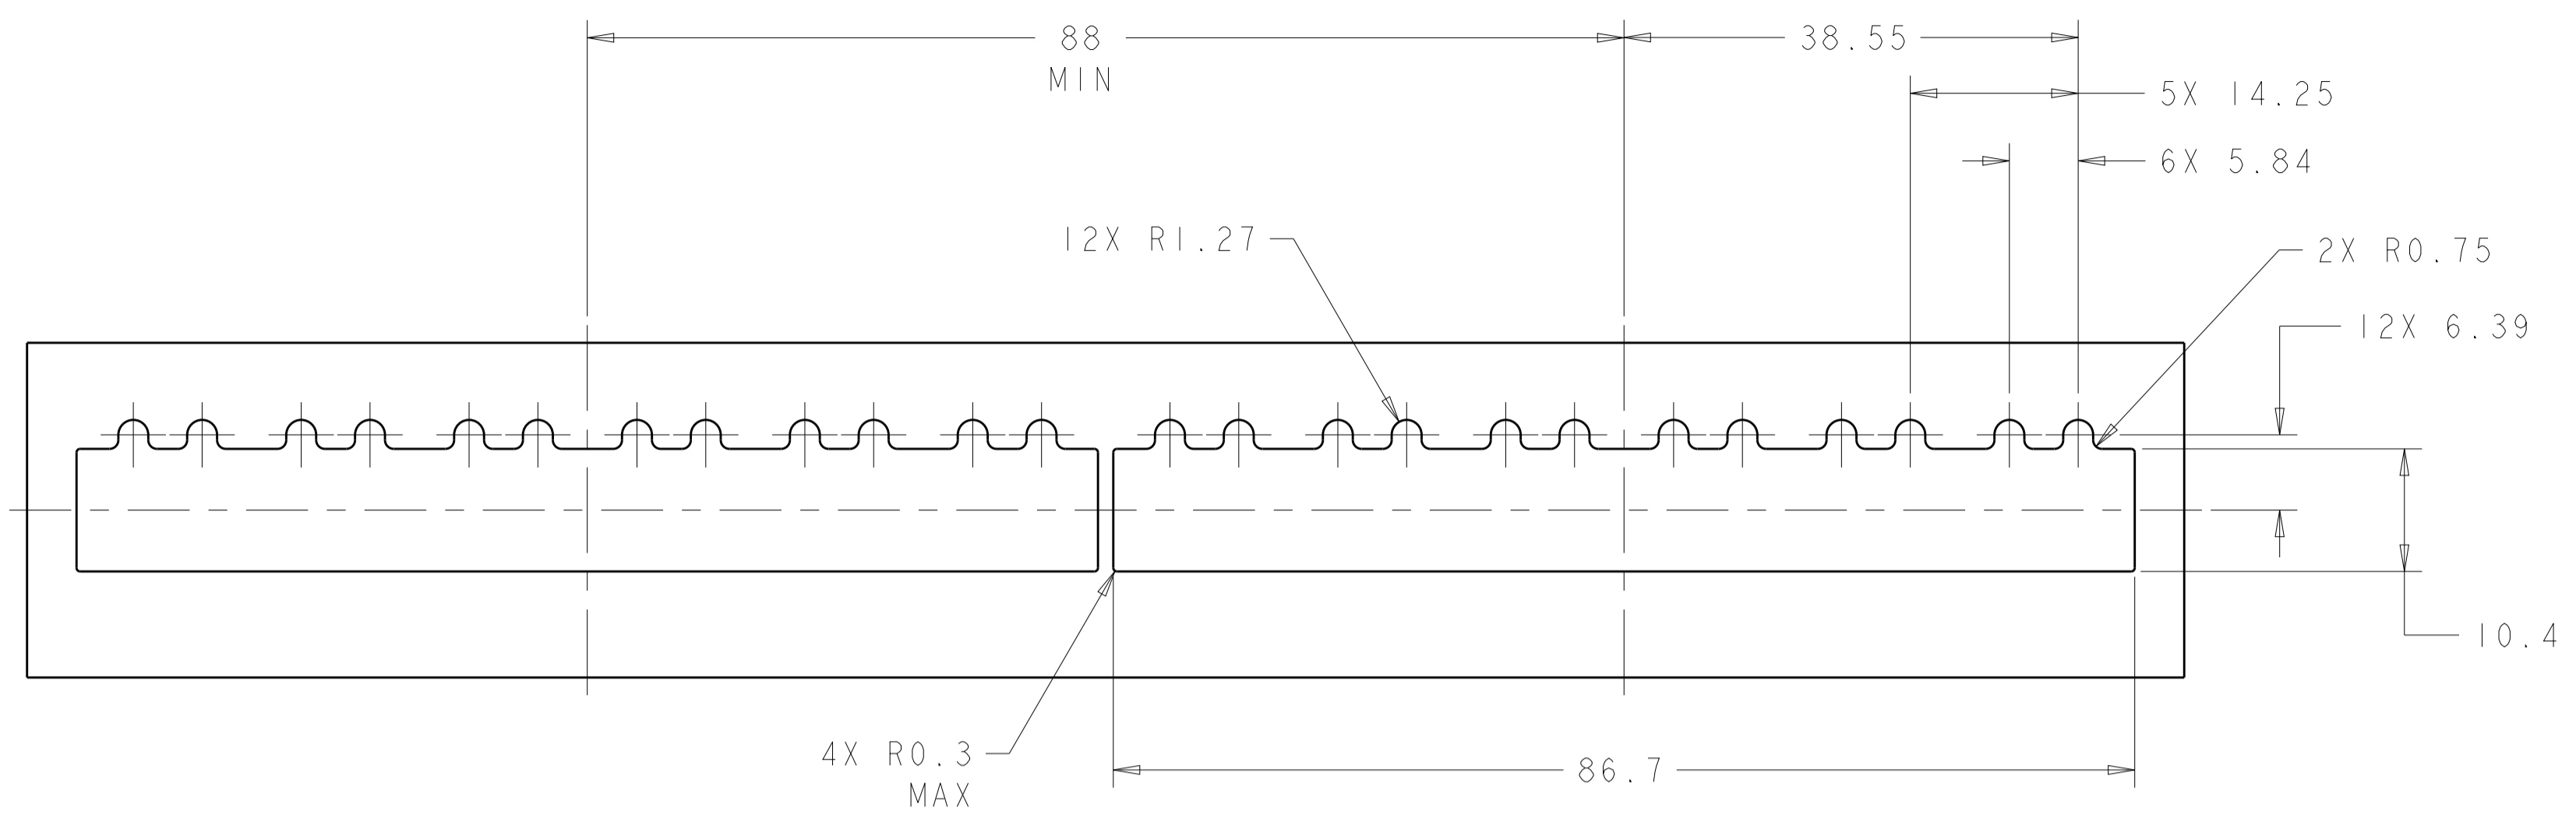 88
MIN
38.55
5X 14.25
6X 5.84
12X R1.27
2X R0.75
12X 6.39
10.4
4X R0.3
MAX
86.7